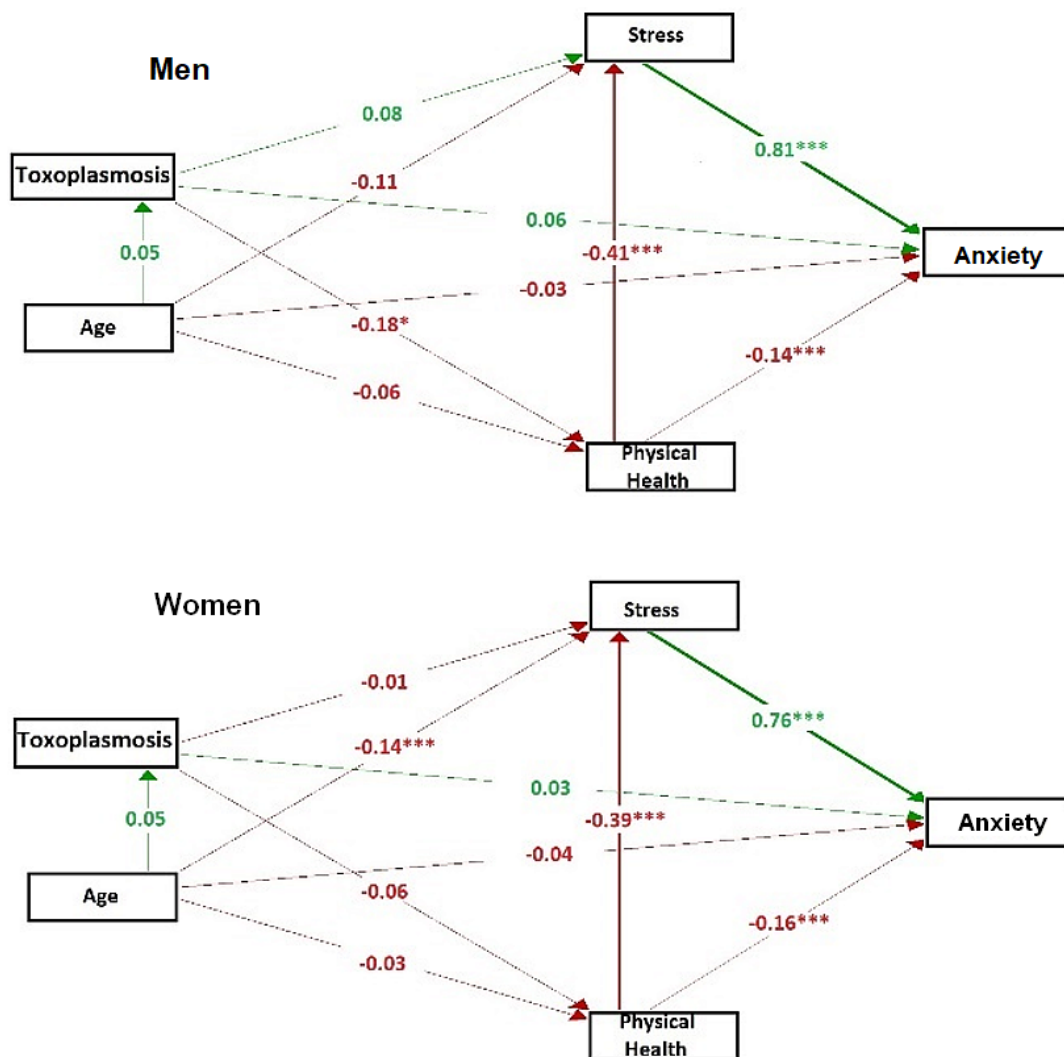 Stress
Men
0.08
0.81***
Toxoplasmosis
-0.11
0.06
0.05
-0.41***
Anxiety
-0.03
Age
-0.18*
-0.14***
-0.06
Physical
Health
Women
Stress
-0.01
0.76***
Toxoplasmosis
-0.14***
0.03
0.05
-0.39***
Anxiety
-0.04
Age
-0.06
-0.16***
-0.03
Physical
Health